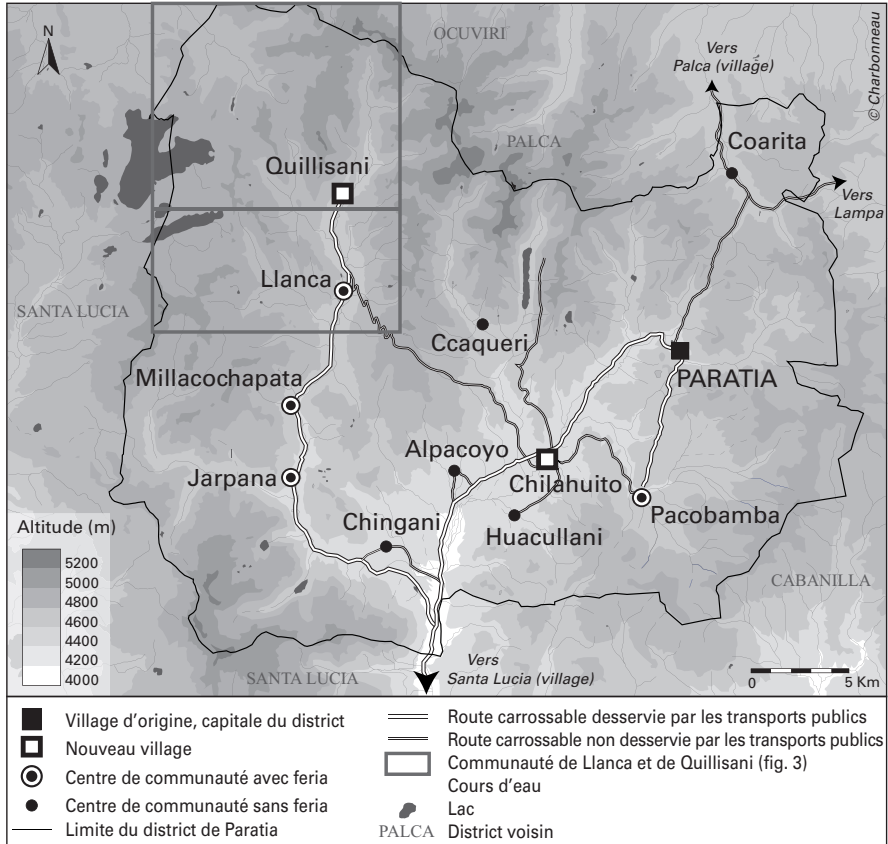 N
OCUVIRI
Vers
Palca (village)
© Charbonneau
PALCA
Coarita
Quillisani
Vers
Lampa
Llanca
SANTA LUCIA
Ccaqueri
PARATIA
Millacochapata
Alpacoyo
Jarpana
Chilahuito
Pacobamba
Chingani
Huacullani
Altitude (m)
5200
5000
4800
4600
4400
4200
4000
CABANILLA
SANTA LUCIA
Vers
Santa Lucia (village)
0 5 Km
Village d'origine, capitale du district
Nouveau village
Centre de communauté avec feria
Centre de communauté sans feria
Limite du district de Paratia
Route carrossable desservie par les transports publics
Route carrossable non desservie par les transports publics
Communauté de Llanca et de Quillisani (fig. 3)
Cours d'eau
Lac
PALCA District voisin